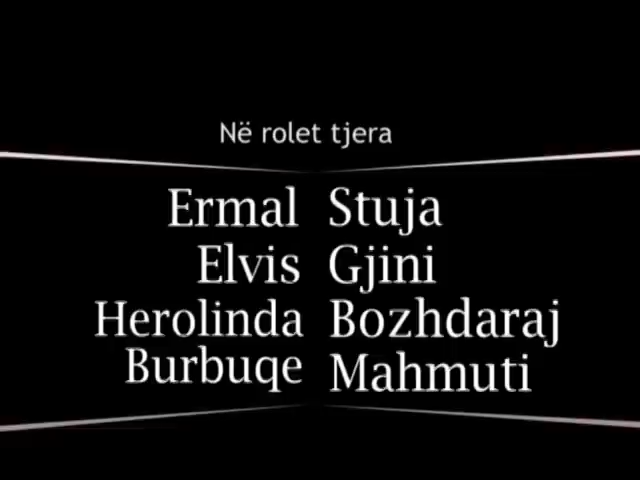 Në rolet tjera
Ermal Stuja
Elvis Gjini
Herolinda Bozhdaraj
Burbuqe Mahmuti